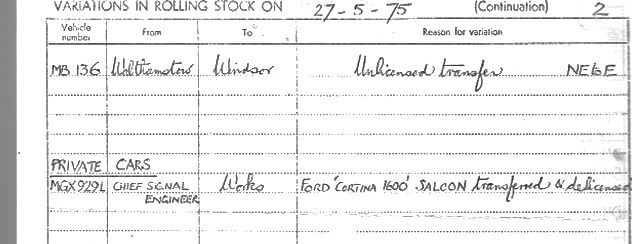 VARIATIONS IN ROLLING STOCK ON 27-5-75 (Continuation) 2
Vehicle number From To Reason for variation
MB 136 Walthamstow Windsor Unlicensed transfer NE to E
PRIVATE CARS
MGX 929L CHIEF SIGNAL ENGINEER Works FORD 'CORTINA 1600' SALOON transferred & delicensed